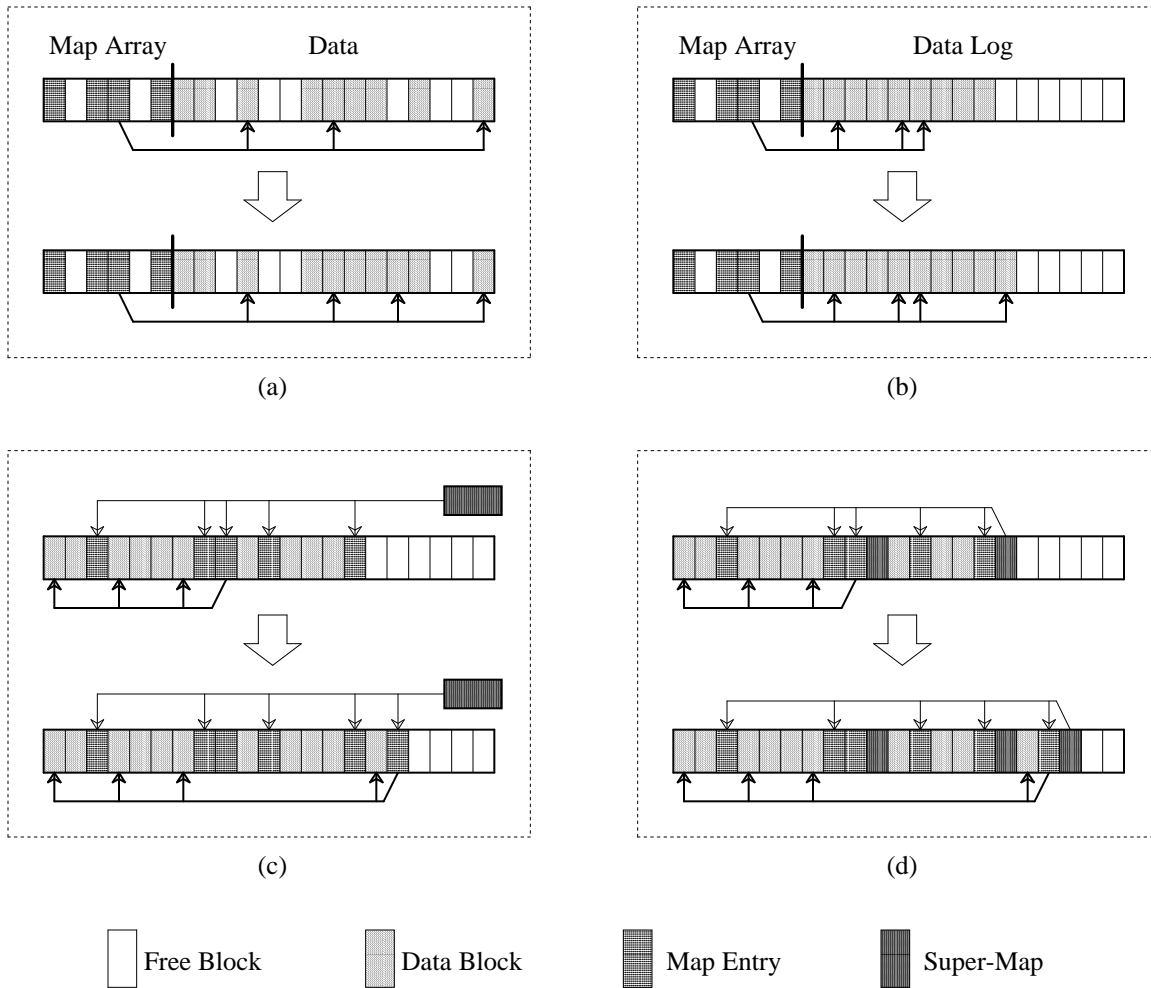 Map Array Data
Map Array Data Log
(a)
(b)
(c)
(d)
Free Block
Data Block
Map Entry
Super-Map